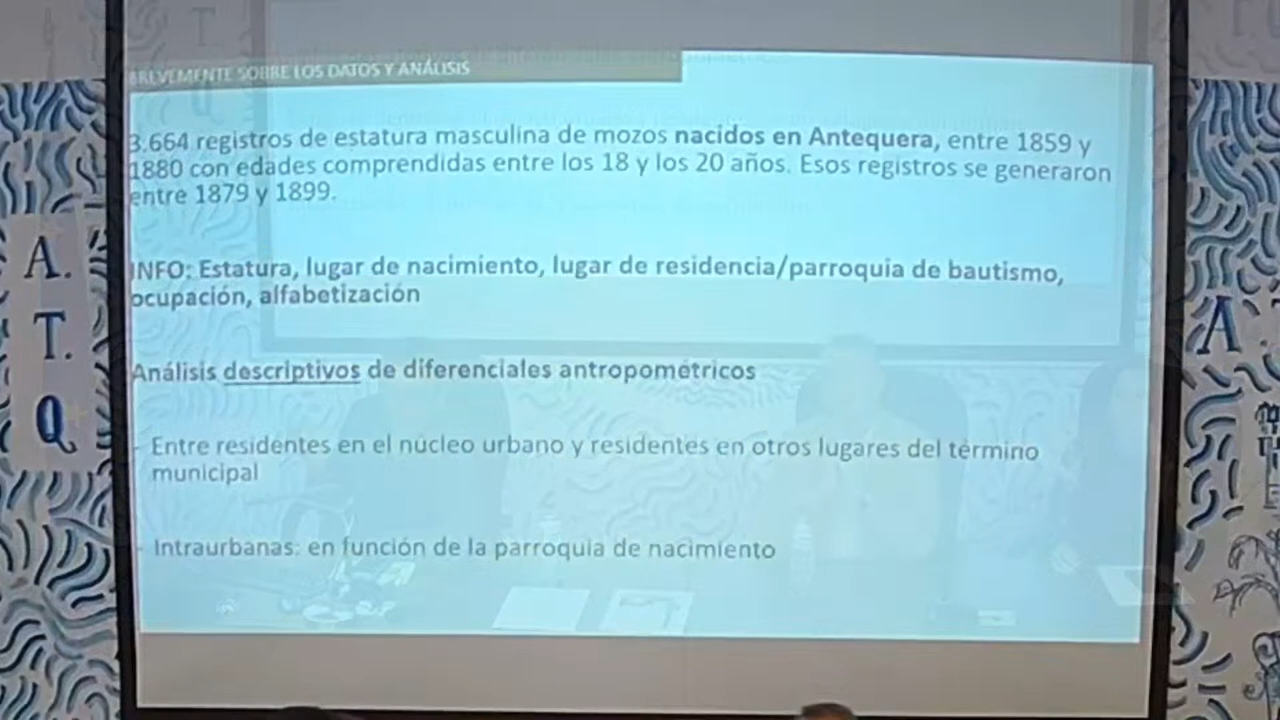 BREVEMENTE SOBRE LOS DATOS Y ANÁLISIS
3.664 registros de estatura masculina de mozos nacidos en Antequera, entre 1859 y
1880 con edades comprendidas entre los 18 y los 20 años. Esos registros se generaron
entre 1879 y 1899.
INFO: Estatura, lugar de nacimiento, lugar de residencia/parroquia de bautismo,
ocupación, alfabetización
Análisis descriptivos de diferenciales antropométricos
- Entre residentes en el núcleo urbano y residentes en otros lugares del término
municipal
- Intraurbanas: en función de la parroquia de nacimiento
A.
T.
Q
A